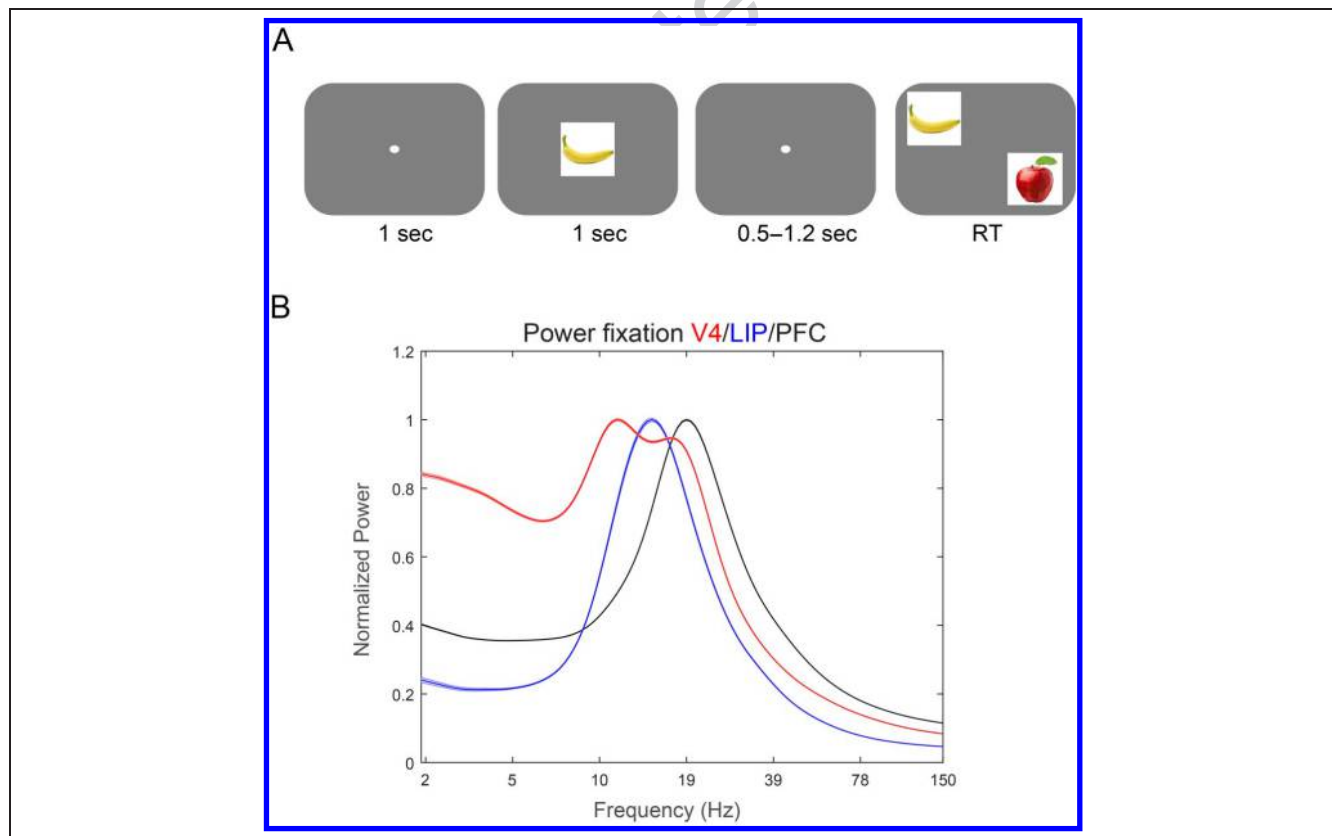 A
1 sec
1 sec
0.5–1.2 sec
RT
B
Power fixation V4/LIP/PFC
1.2
1
0.8
0.6
0.4
0.2
0
Normalized Power
2
5
10
19
39
78
150
Frequency (Hz)